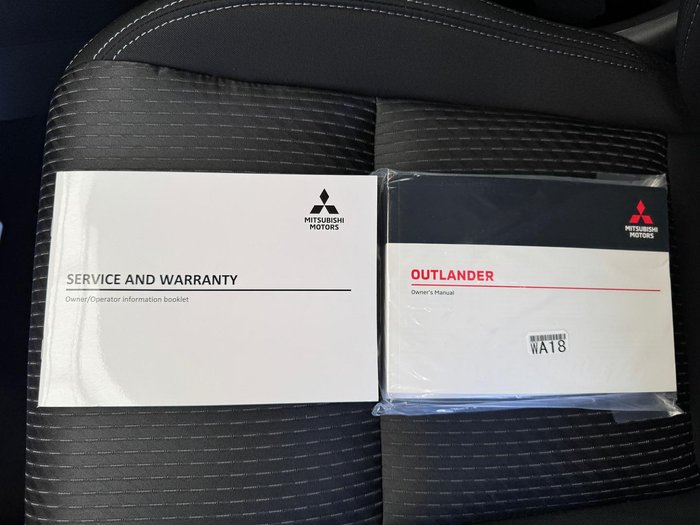 MITSUBISHI
MOTORS
SERVICE AND WARRANTY
Owner/Operator information booklet
MITSUBISHI
MOTORS
OUTLANDER
Owner's Manual
WA18